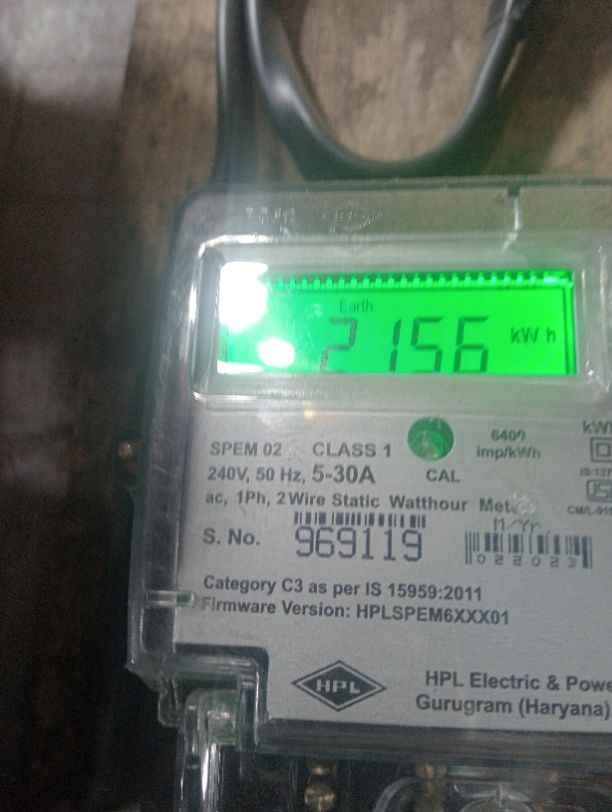 Earth
2156 kWh
SPEM 02 CLASS 1 6400
imp/kWh
240V, 50 Hz, 5-30A CAL
ac, 1Ph, 2 Wire Static Watthour
S. No. 969119
M/Yr.
022023
Category C3 as per IS 15959:2011
Firmware Version: HPLSPEM6XXX01
HPL
HPL Electric &
Gurugram (Haryana)